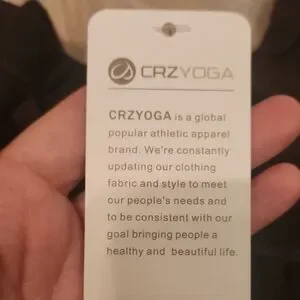 CRZYOGA
CRZYOGA is a global
popular athletic apparel
brand. We're constantly
updating our clothing
fabric and style to meet
our people's needs and
to be consistent with our
goal bringing people a
healthy and beautiful life.